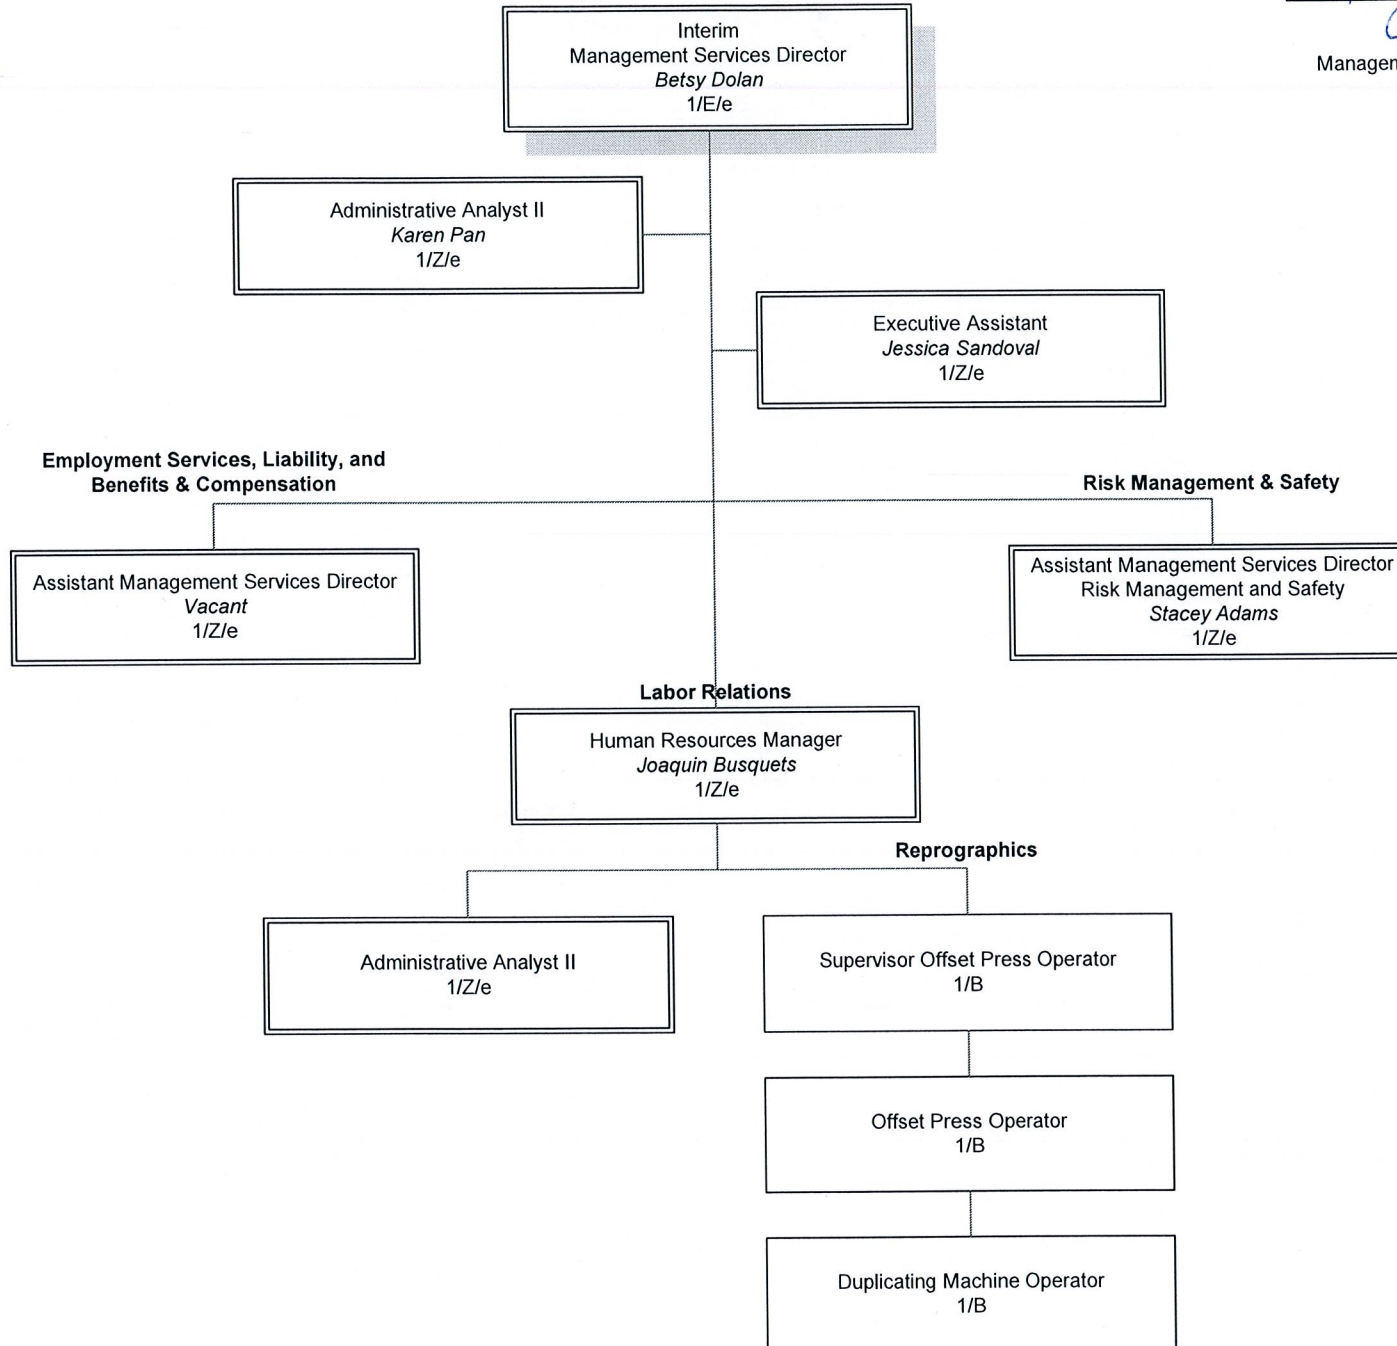 Interim
Management Services Director
Betsy Dolan
1/E/e
Administrative Analyst II
Karen Pan
1/Z/e
Executive Assistant
Jessica Sandoval
1/Z/e
Employment Services, Liability, and
Benefits & Compensation
Risk Management & Safety
Assistant Management Services Director
Vacant
1/Z/e
Assistant Management Services Director
Risk Management and Safety
Stacey Adams
1/Z/e
Labor Relations
Human Resources Manager
Joaquin Busquets
1/Z/e
Reprographics
Administrative Analyst II
1/Z/e
Supervisor Offset Press Operator
1/B
Offset Press Operator
1/B
Duplicating Machine Operator
1/B